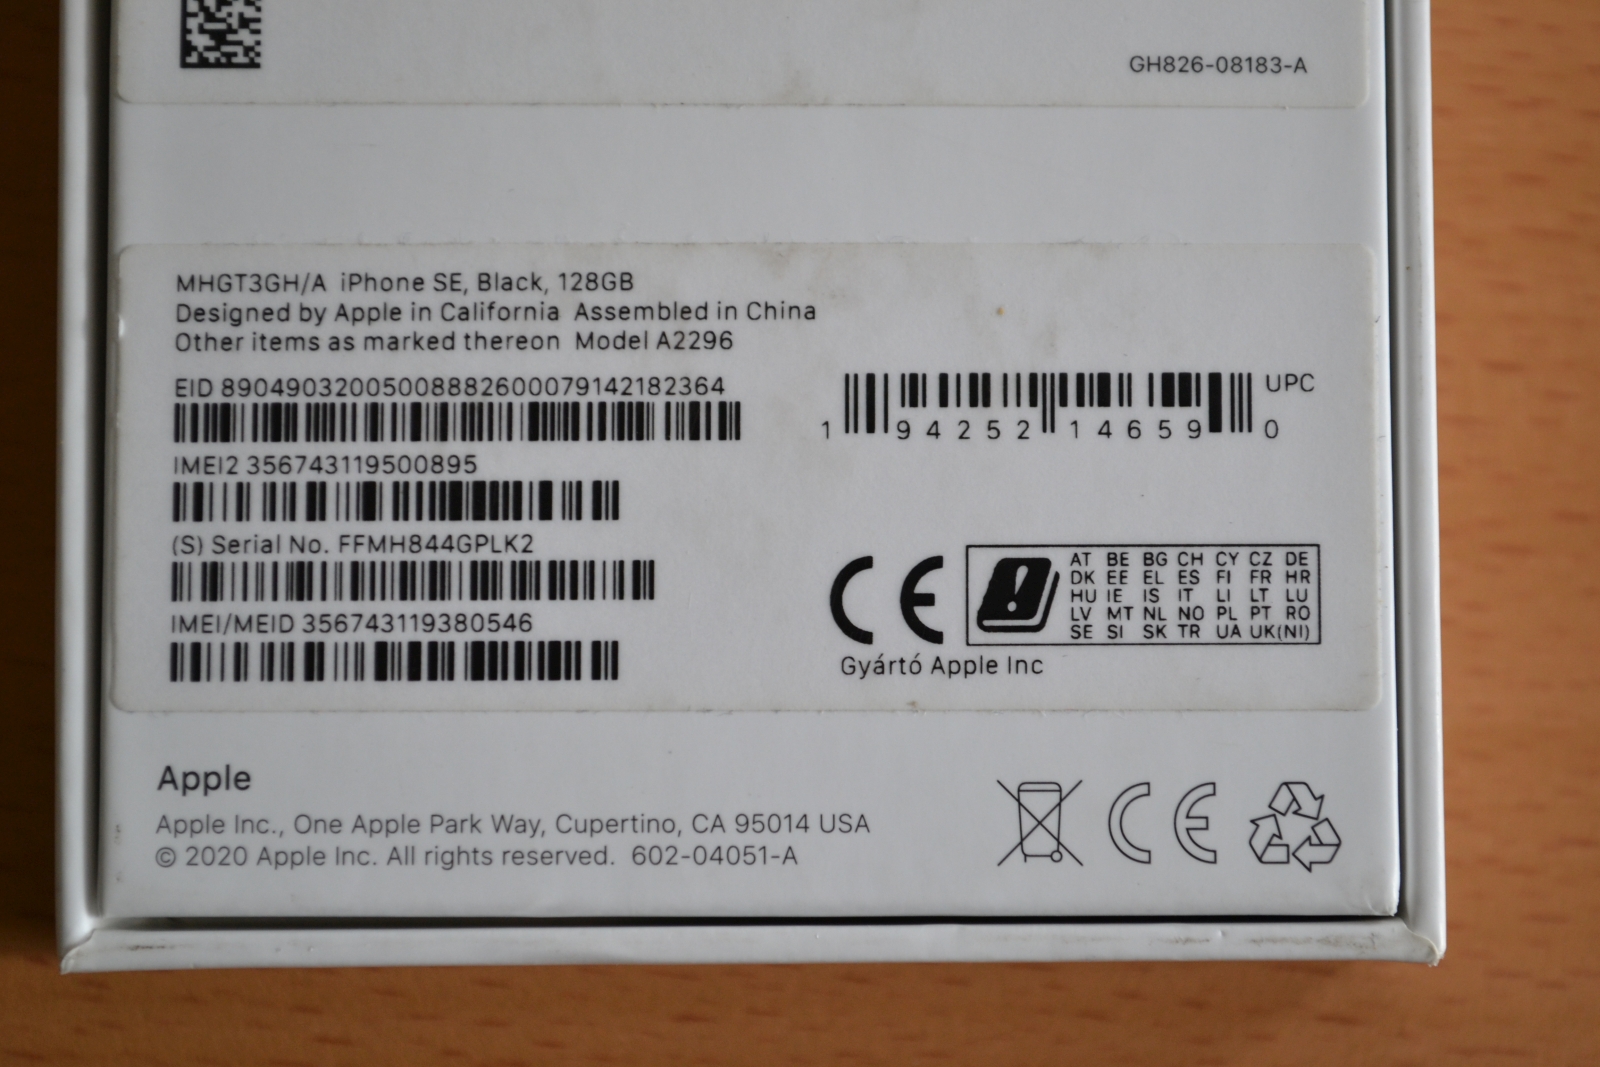 GH826-08183-A
MHGT3GH/A iPhone SE, Black, 128GB
Designed by Apple in California Assembled in China
Other items as marked thereon Model A2296
EID 89049032005008882600079142182364
UPC
1 94252 14659 0
IMEI2 356743119500895
(S) Serial No. FFMH844GPLK2
IMEI/MEID 356743119380546
CE
AT BE BG CH CY CZ DE
DK EE EL ES FI FR HR
HU IE IS IT LI LT LU
LV MT NL NO PL PT RO
SE SI SK TR UA UK(NI)
Gyártó Apple Inc
Apple
Apple Inc., One Apple Park Way, Cupertino, CA 95014 USA
© 2020 Apple Inc. All rights reserved. 602-04051-A
CE